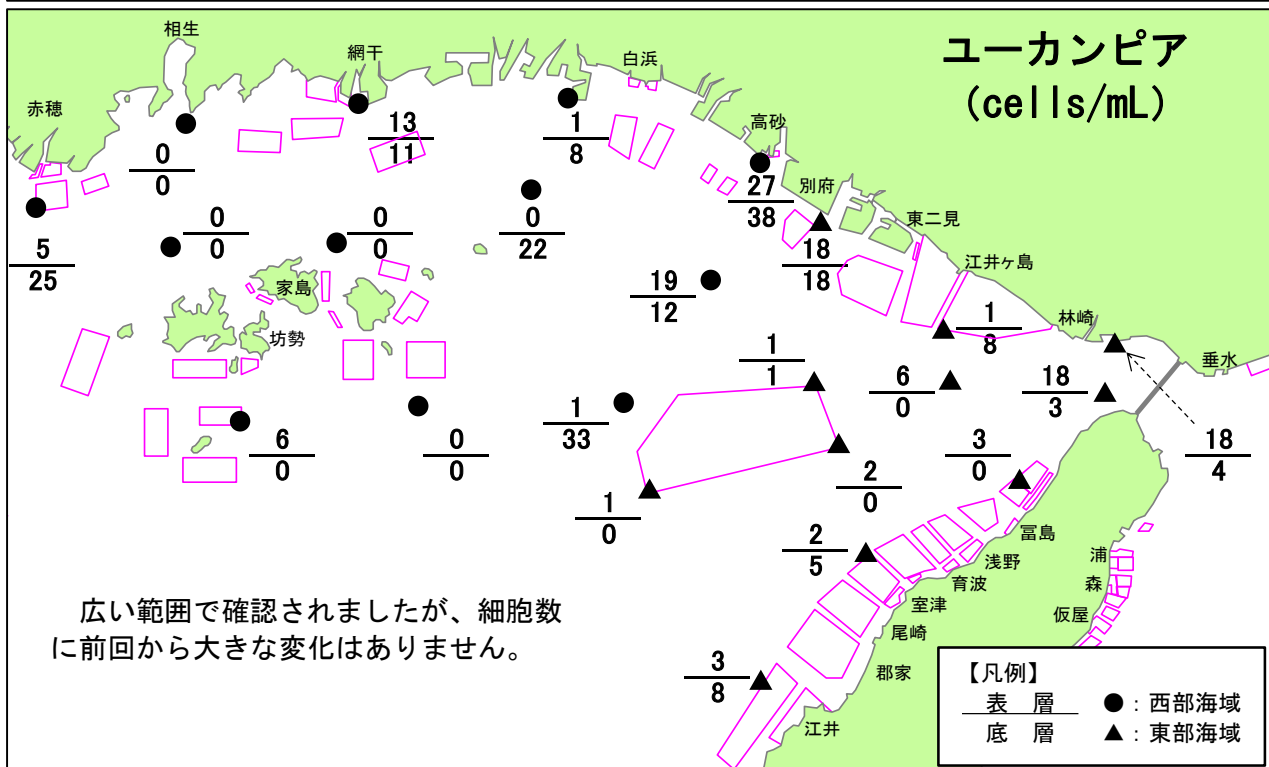 ユーカンピア
(cells/mL)
相生
網干
白浜
赤穂
高砂
別府
東二見
江井ヶ島
林崎
垂水
家島
坊勢
冨島
浅野
育波
室津
尾崎
郡家
江井
浦
森
仮屋
0
0
13
11
1
8
27
38
5
25
0
0
0
0
0
22
18
18
19
12
1
8
1
1
6
0
18
3
18
4
6
0
0
0
1
33
3
0
2
0
1
0
2
5
3
8
広い範囲で確認されましたが、細胞数
に前回から大きな変化はありません。
【凡例】
表 層
底 層
●:西部海域
▲:東部海域